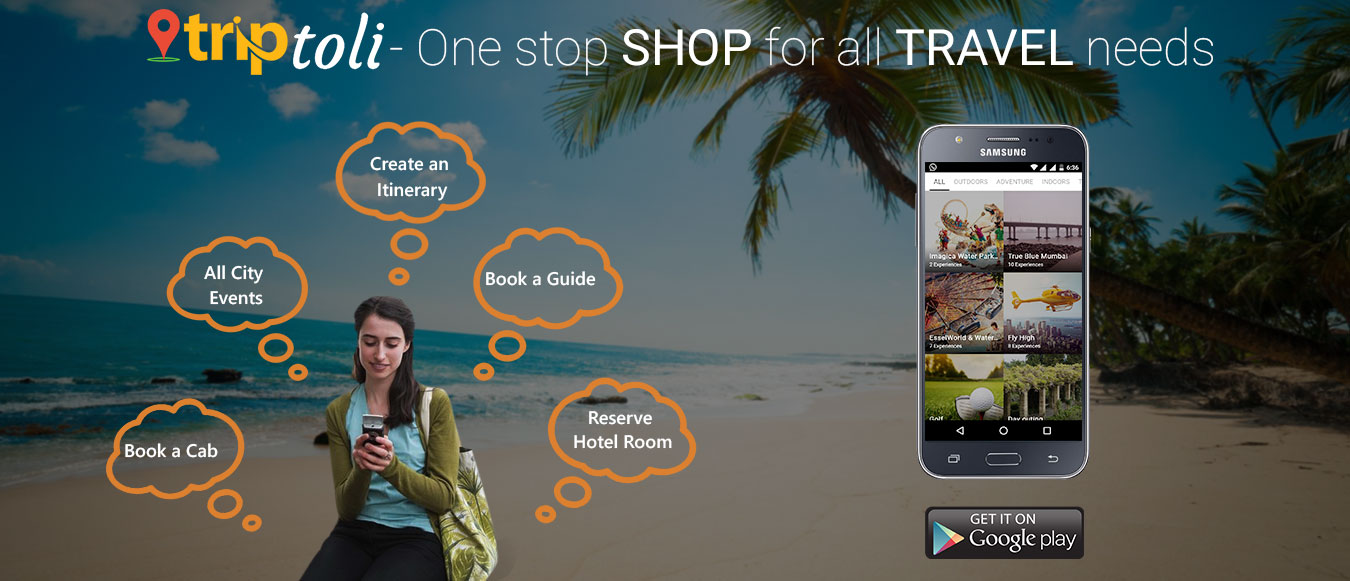 triptoli - One stop SHOP for all TRAVEL needs
Create an
Itinerary
All City
Events
Book a Guide
Book a Cab
Reserve
Hotel Room
SAMSUNG
6:36
ALL OUTDOORS ADVENTURE INDOORS T
Imagica Water Park...
2 Experiences
True Blue Mumbai
10 Experiences
EsselWorld & Water...
7 Experiences
Fly High
8 Experiences
Golf
Day outing
GET IT ON
Google play